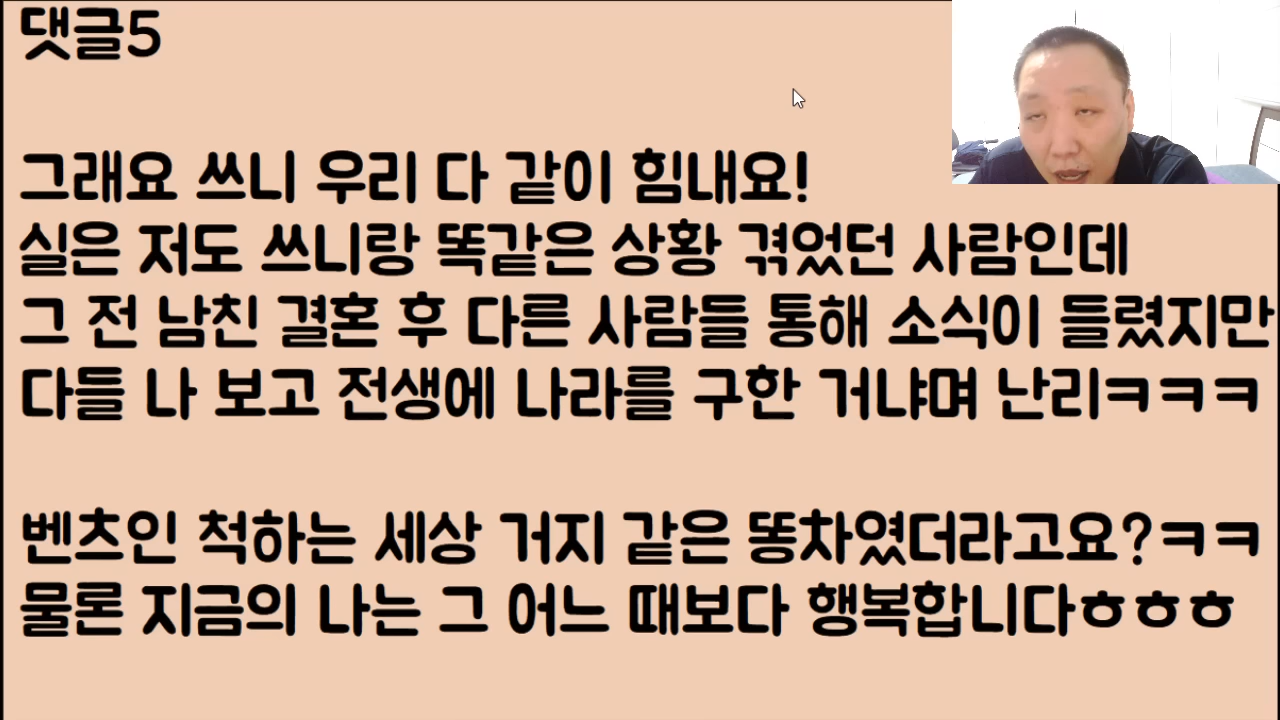 댓글5
그래요 쓰니 우리 다 같이 힘내요!
실은 저도 쓰니랑 똑같은 상황 겪었던 사람인데
그 전 남친 결혼 후 다른 사람들 통해 소식이 들렸지만
다들 나 보고 전생에 나라를 구한 거냐며 난리ㅋㅋㅋ
벤츠인 척하는 세상 거지 같은 똥차였더라고요?ㅋㅋ
물론 지금의 나는 그 어느 때보다 행복합니다ㅎㅎㅎ